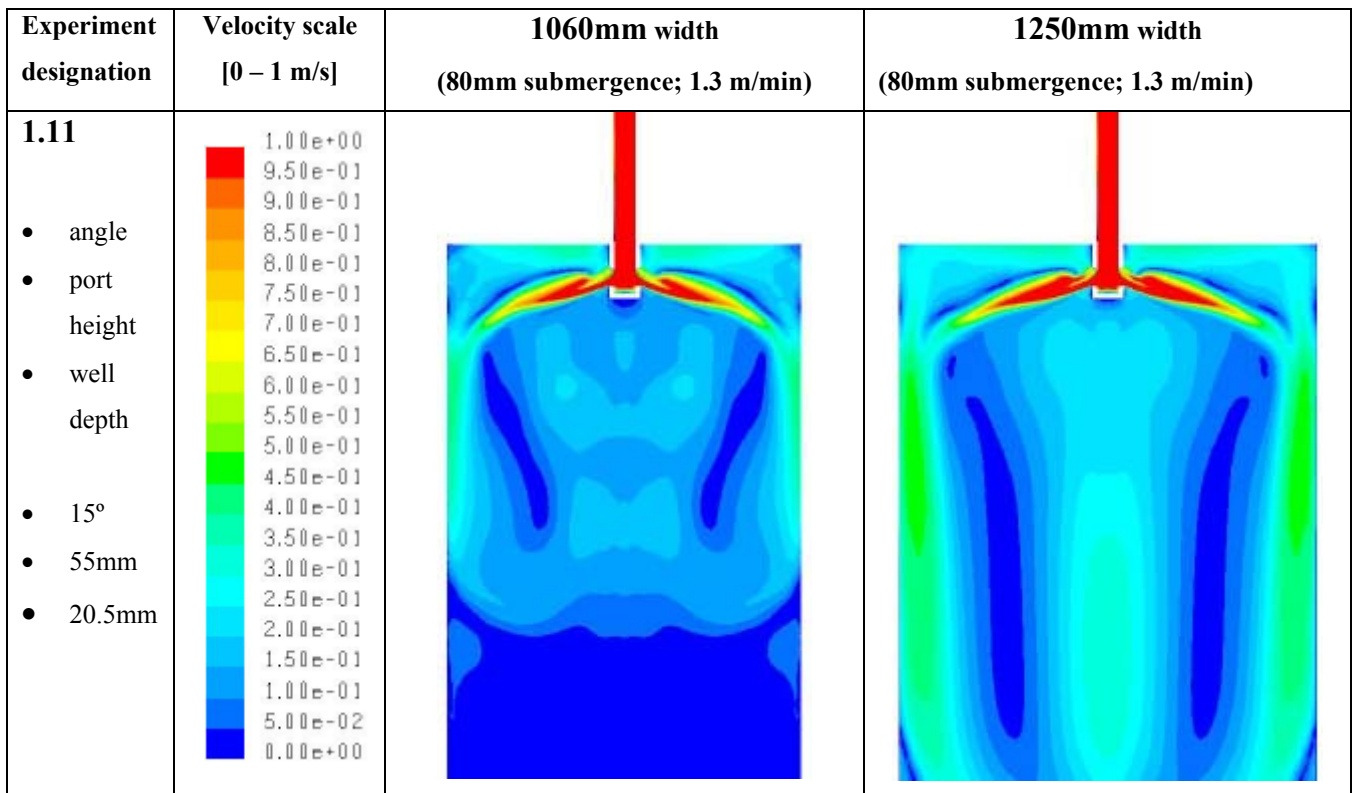 Experiment
designation
Velocity scale
[0 – 1 m/s]
1060mm width
(80mm submergence; 1.3 m/min)
1250mm width
(80mm submergence; 1.3 m/min)
1.11
• angle
• port
height
• well
depth
• 15º
• 55mm
• 20.5mm
1.00e+00
9.50e-01
9.00e-01
8.50e-01
8.00e-01
7.50e-01
7.00e-01
6.50e-01
6.00e-01
5.50e-01
5.00e-01
4.50e-01
4.00e-01
3.50e-01
3.00e-01
2.50e-01
2.00e-01
1.50e-01
1.00e-01
5.00e-02
0.00e+00